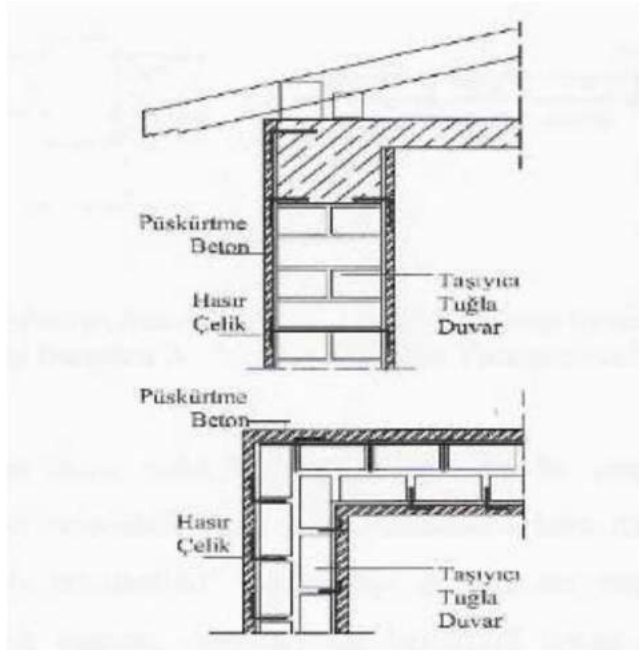 Püskürtme
Beton
Hasır
Çelik
Taşıyıcı
Tuğla
Duvar
Püskürtme
Beton
Hasır
Çelik
Taşıyıcı
Tuğla
Duvar